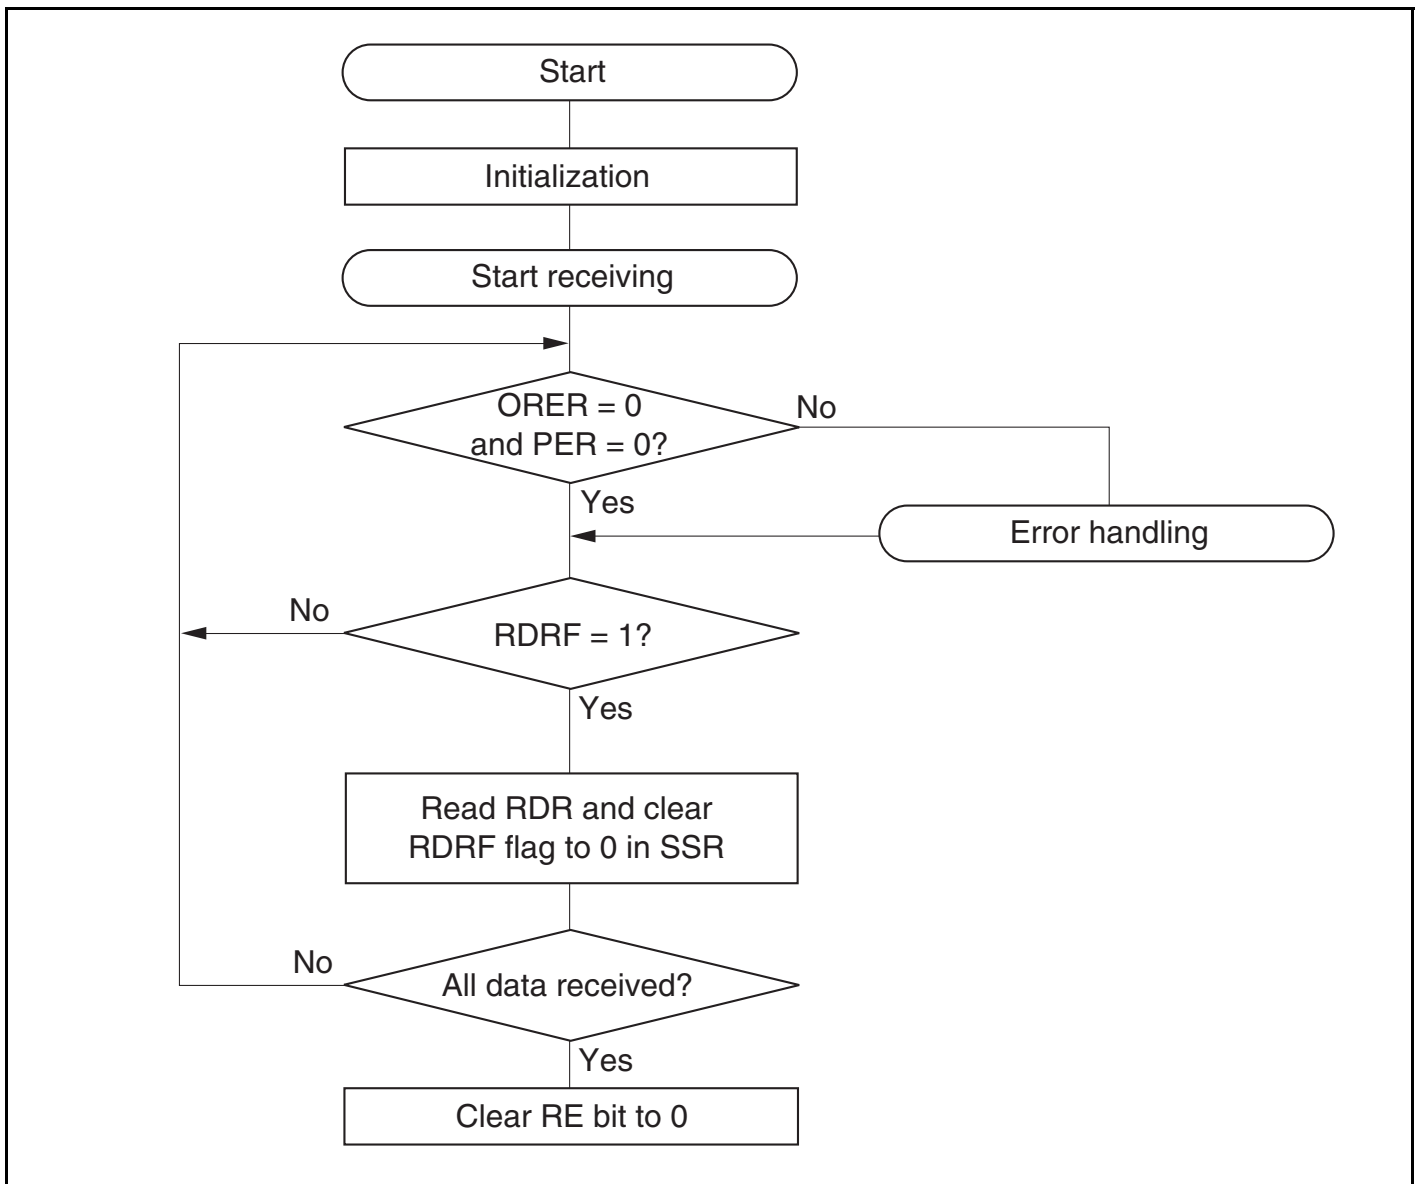 Start
Initialization
Start receiving
ORER = 0
and PER = 0?
No
Yes
Error handling
No
RDRF = 1?
Yes
Read RDR and clear
RDRF flag to 0 in SSR
No
All data received?
Yes
Clear RE bit to 0